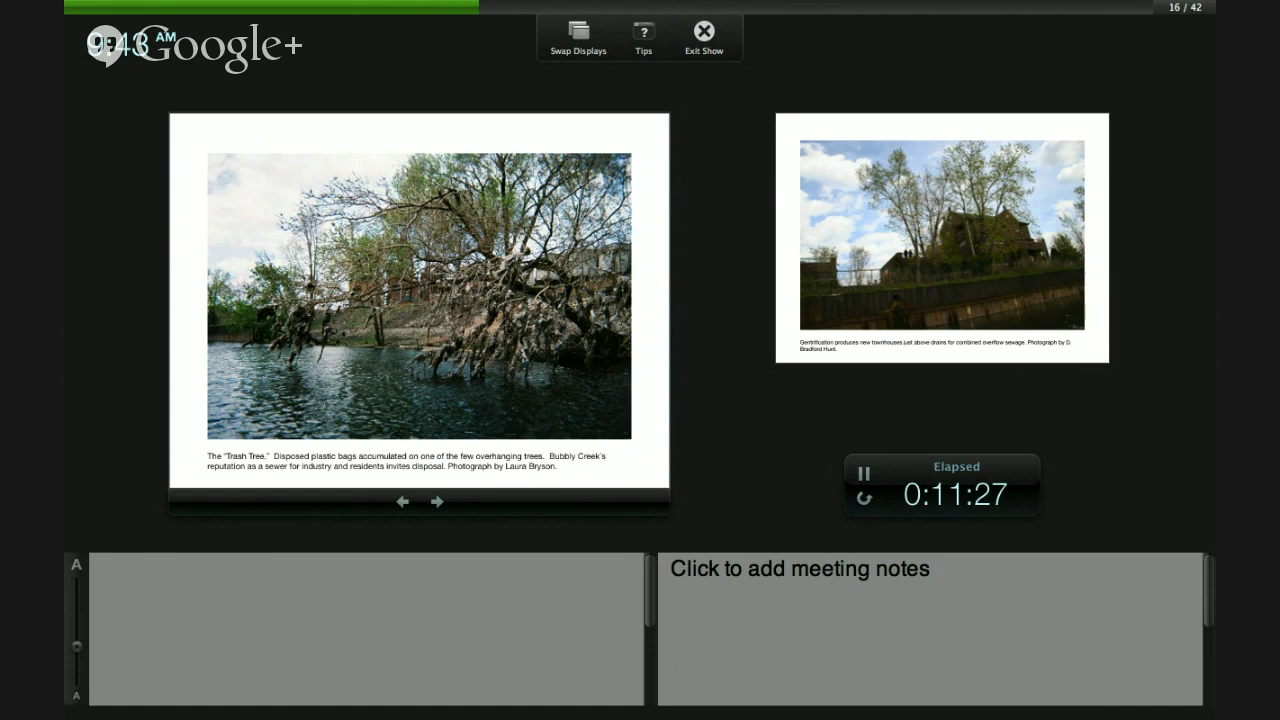 16 / 42
9:43 AM
Google+
Swap Displays
Tips
Exit Show
The "Trash Tree."  Disposed plastic bags accumulated on one of the few overhanging trees.  Bubbly Creek's
reputation as a sewer for industry and residents invites disposal. Photograph by Laura Bryson.
Gentrification produces new townhouses just above drains for combined overflow sewage. Photograph by D.
Bradford Hunt.
Elapsed
0:11:27
A
A
Click to add meeting notes